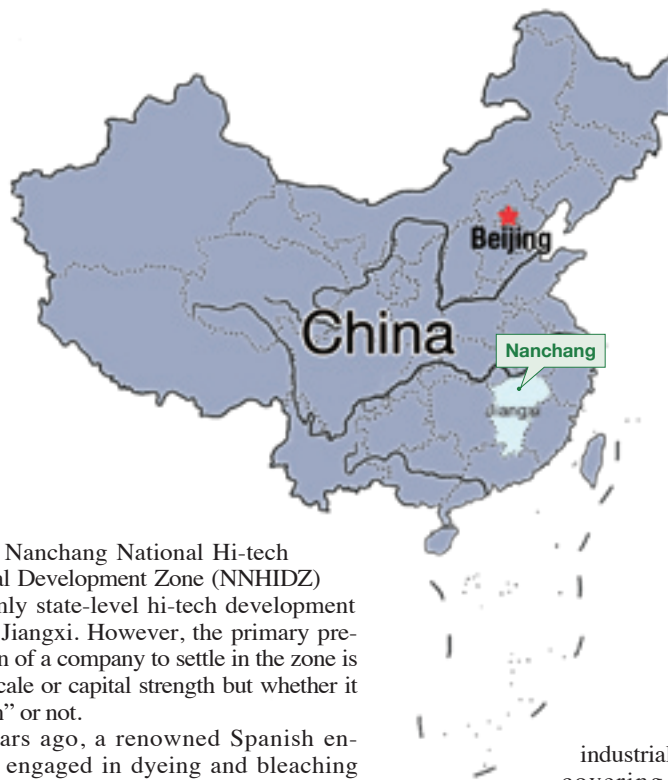 Beijing
China
Nanchang
Jiangxi
Nanchang National Hi-tech
al Development Zone (NNHIDZ)
nly state-level hi-tech development
Jiangxi. However, the primary pre-
n of a company to settle in the zone is
cale or capital strength but whether it
n” or not.
ars ago, a renowned Spanish en-
engaged in dyeing and bleaching
industrial
covering